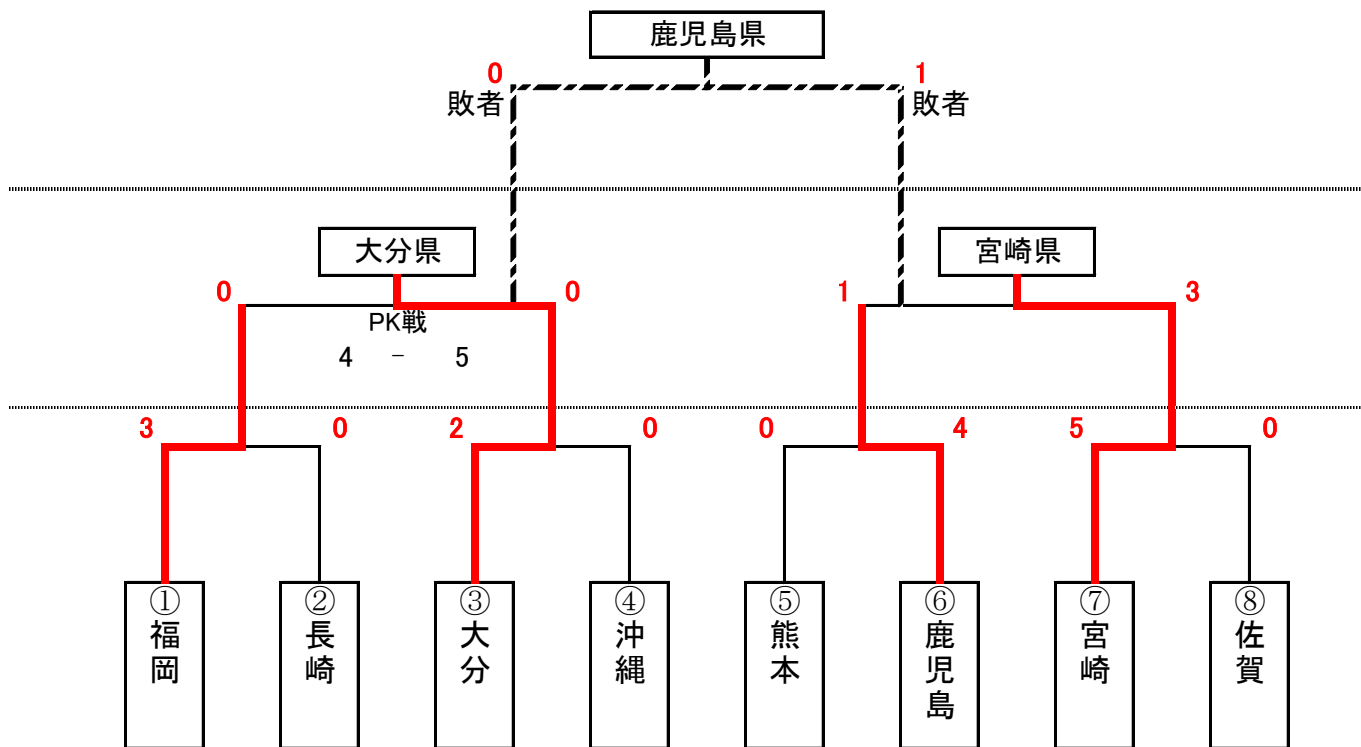 鹿児島県
0 1
敗者 敗者
大分県 宮崎県
0 0 1 3
PK戦
4 - 5
3 0 2 0 0 4 5 0
①福岡
②長崎
③大分
④沖縄
⑤熊本
⑥鹿児島
⑦宮崎
⑧佐賀